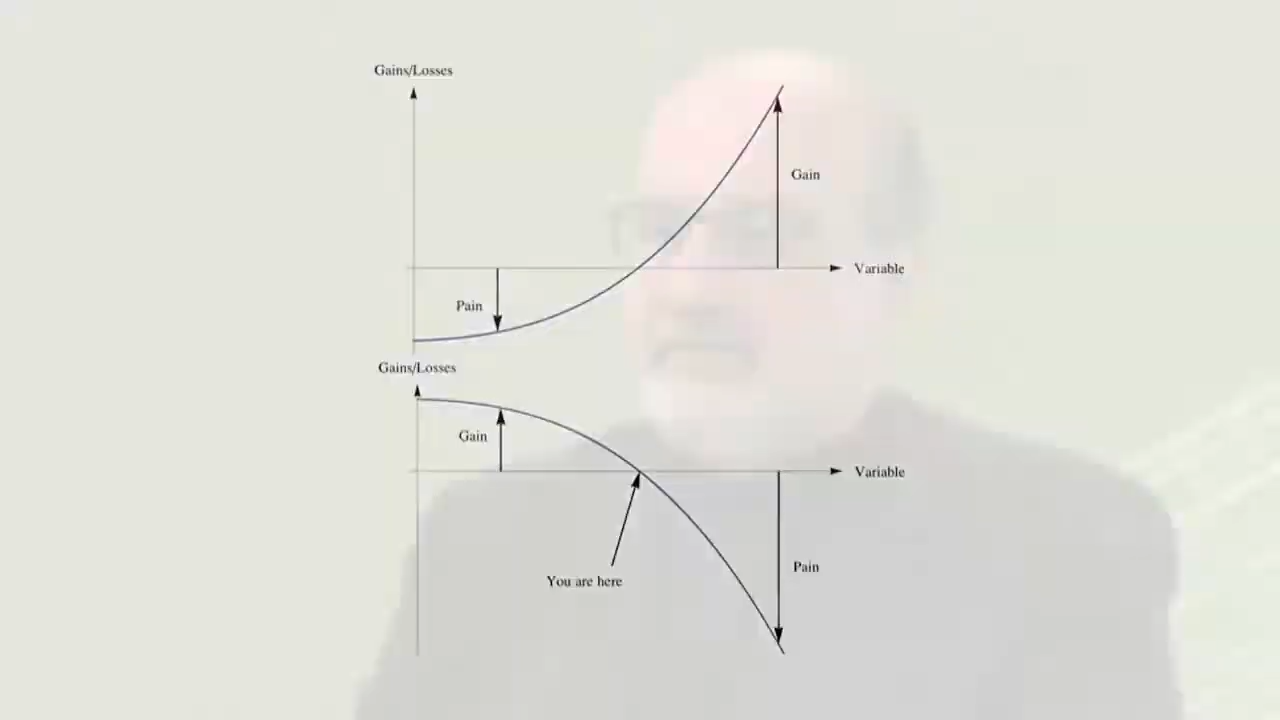 Gains/Losses
Gain
Variable
Pain
Gains/Losses
Gain
Variable
You are here
Pain